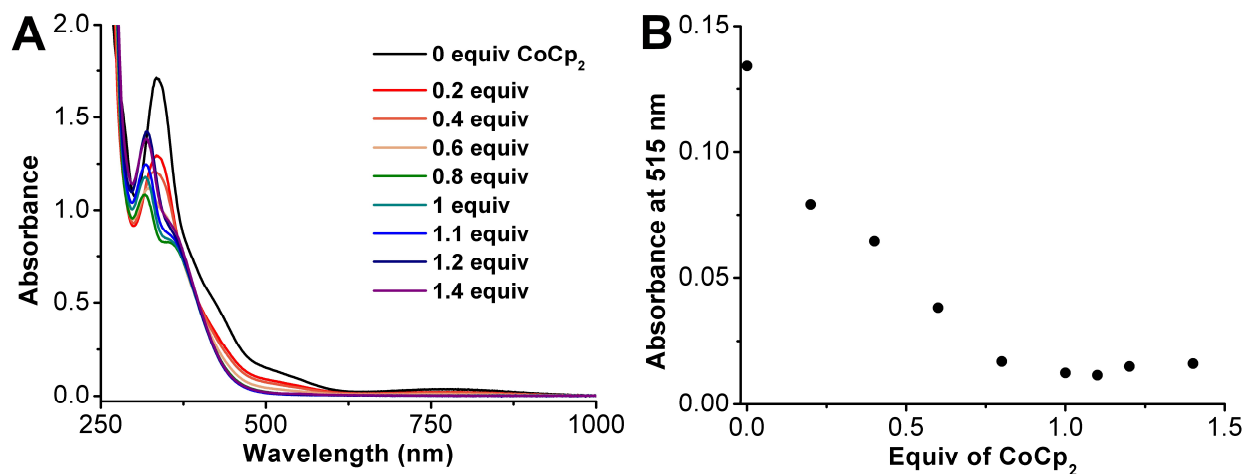 A
2.0
1.5
1.0
0.5
0.0
Absorbance
250
500
750
1000
Wavelength (nm)
0 equiv CoCp₂
0.2 equiv
0.4 equiv
0.6 equiv
0.8 equiv
1 equiv
1.1 equiv
1.2 equiv
1.4 equiv
B
0.15
0.10
0.05
0.00
Absorbance at 515 nm
0.0
0.5
1.0
1.5
Equiv of CoCp₂